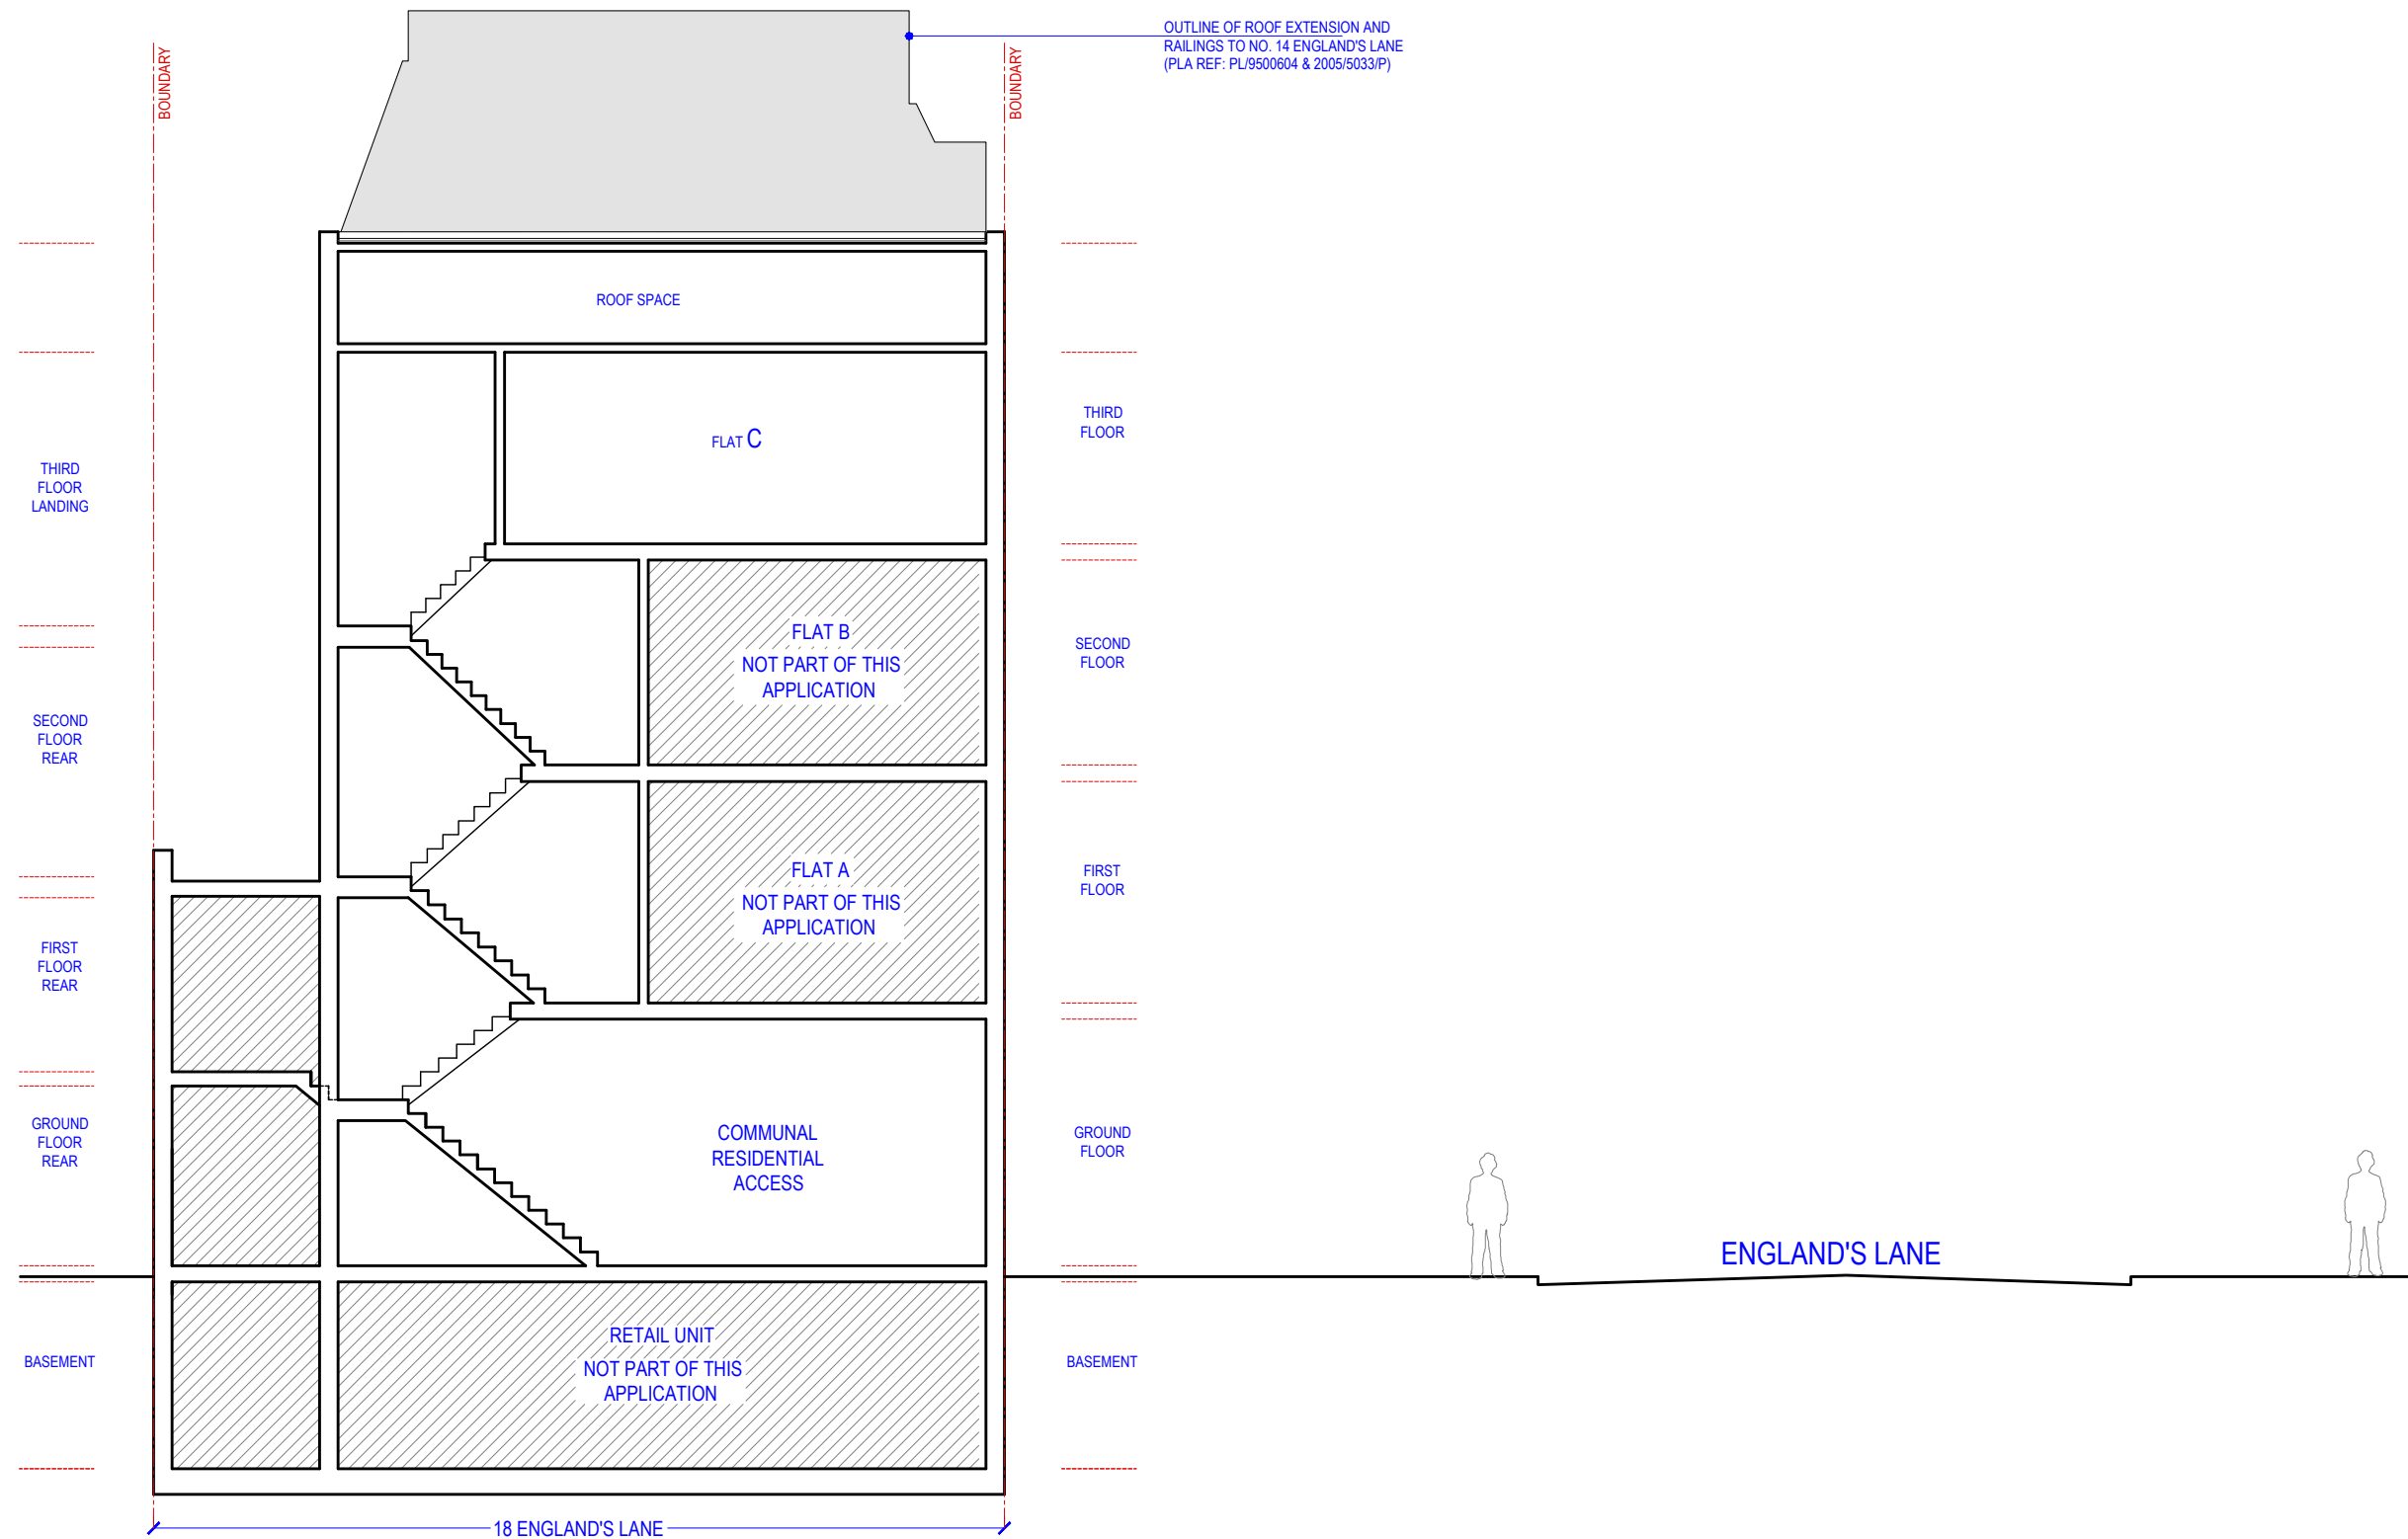 OUTLINE OF ROOF EXTENSION AND
RAILINGS TO NO. 14 ENGLAND'S LANE
(PLA REF: PL/9500604 & 2005/5033/P)
BOUNDARY
BOUNDARY
ROOF SPACE
THIRD
FLOOR
LANDING
FLAT C
THIRD
FLOOR
SECOND
FLOOR
REAR
FLAT B
NOT PART OF THIS
APPLICATION
SECOND
FLOOR
FIRST
FLOOR
REAR
FLAT A
NOT PART OF THIS
APPLICATION
FIRST
FLOOR
GROUND
FLOOR
REAR
COMMUNAL
RESIDENTIAL
ACCESS
GROUND
FLOOR
ENGLAND'S LANE
BASEMENT
RETAIL UNIT
NOT PART OF THIS
APPLICATION
BASEMENT
18 ENGLAND'S LANE